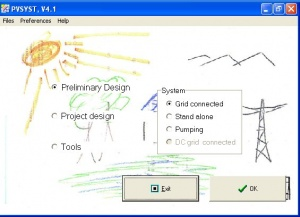 PVSYST, V4.1
Files Preferences Help
Preliminary Design
Project design
Tools
System
Grid connected
Stand alone
Pumping
DC grid connected
Exit
OK